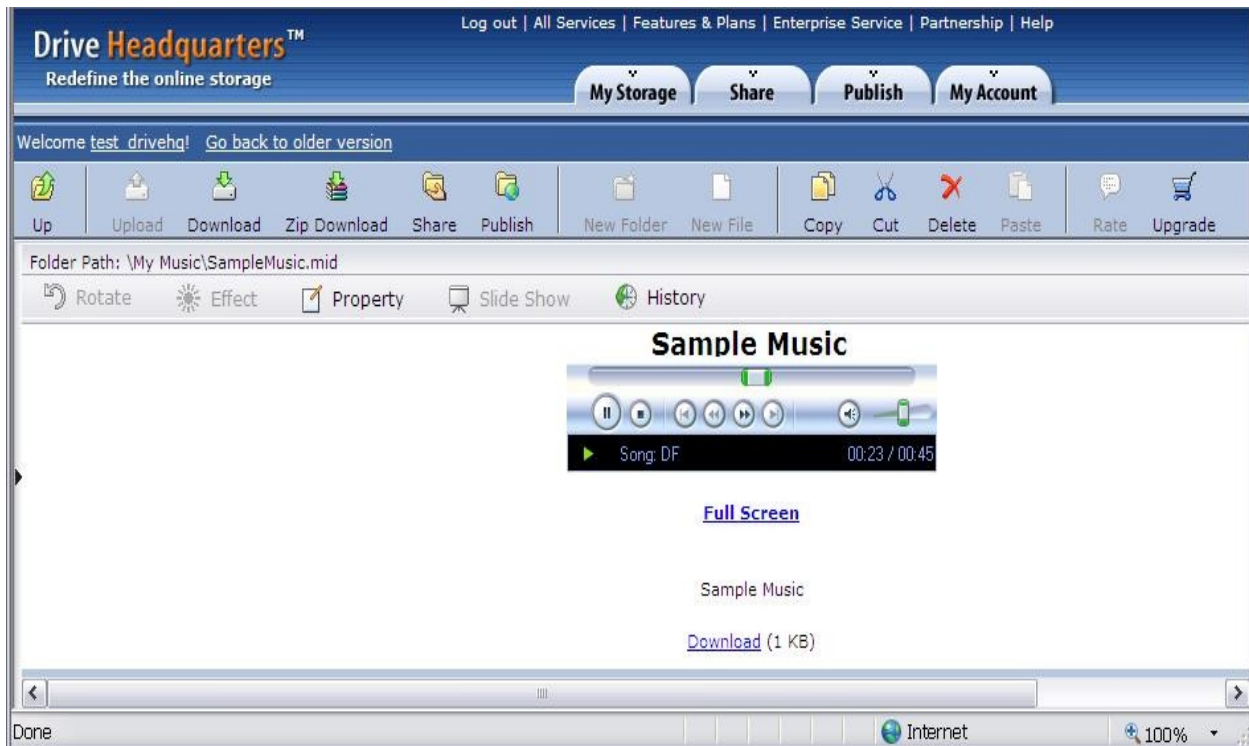 Log out | All Services | Features & Plans | Enterprise Service | Partnership | Help
Drive Headquarters™
Redefine the online storage
My Storage Share Publish My Account
Welcome test_drivehq! Go back to older version
Up Upload Download Zip Download Share Publish New Folder New File Copy Cut Delete Paste Rate Upgrade
Folder Path: \My Music\SampleMusic.mid
Rotate Effect Property Slide Show History
Sample Music
Song: DF 00:23 / 00:45
Full Screen
Sample Music
Download (1 KB)
Done Internet 100%